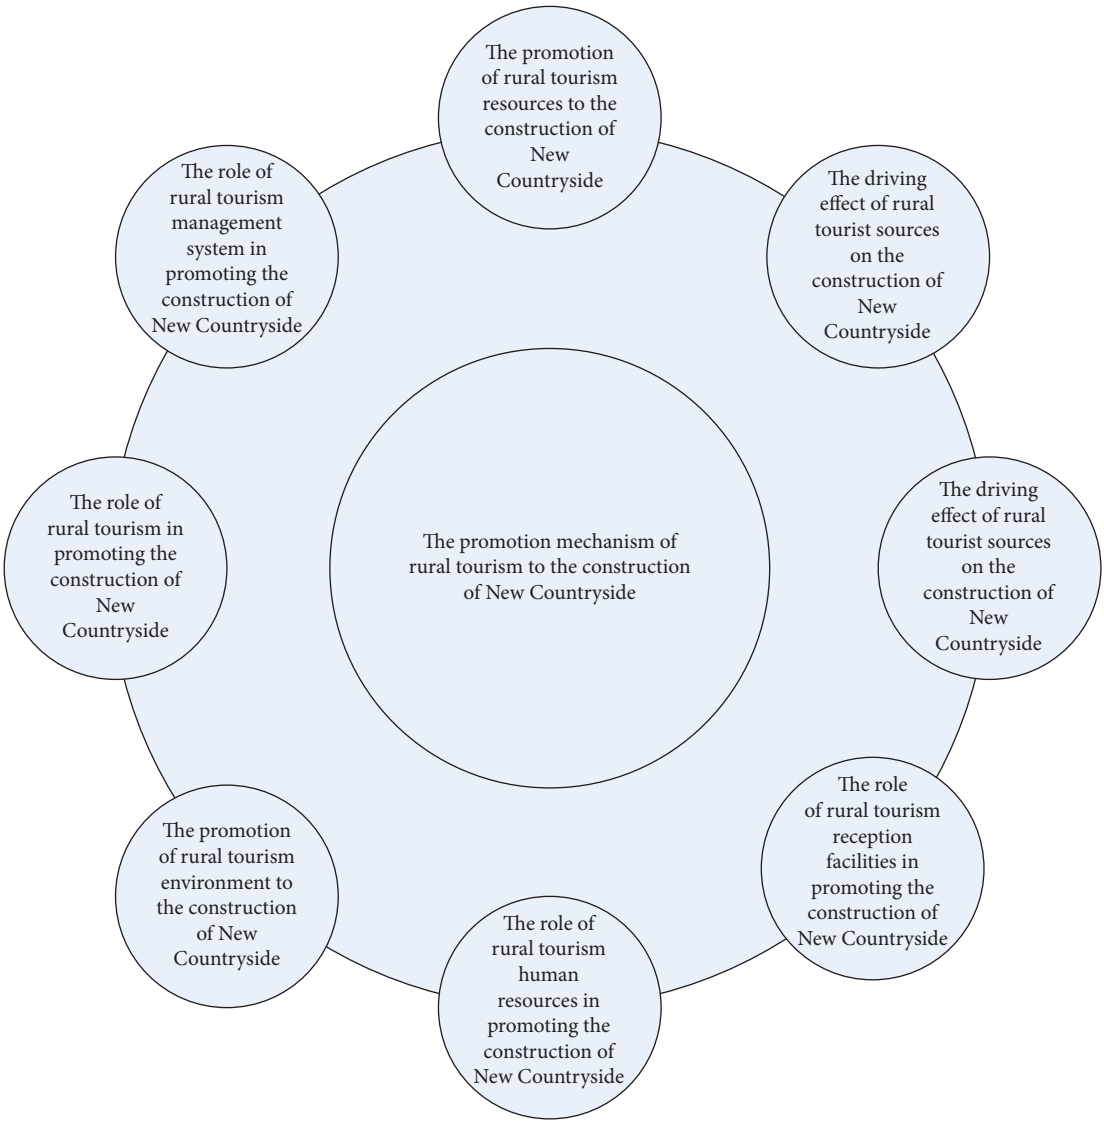 The promotion
of rural tourism
resources to the
construction of
New
Countryside
The driving
effect of rural
tourist sources
on the
construction of
New
Countryside
The driving
effect of rural
tourist sources
on the
construction of
New
Countryside
The role
of rural tourism
reception
facilities in
promoting the
construction of
New Countryside
The role of
rural tourism
human
resources in
promoting the
construction of
New Countryside
The promotion
of rural tourism
environment to
the construction
of New
Countryside
The role of
rural tourism in
promoting the
construction of
New
Countryside
The role of
rural tourism
management
system in
promoting the
construction of
New Countryside
The promotion mechanism of
rural tourism to the construction
of New Countryside